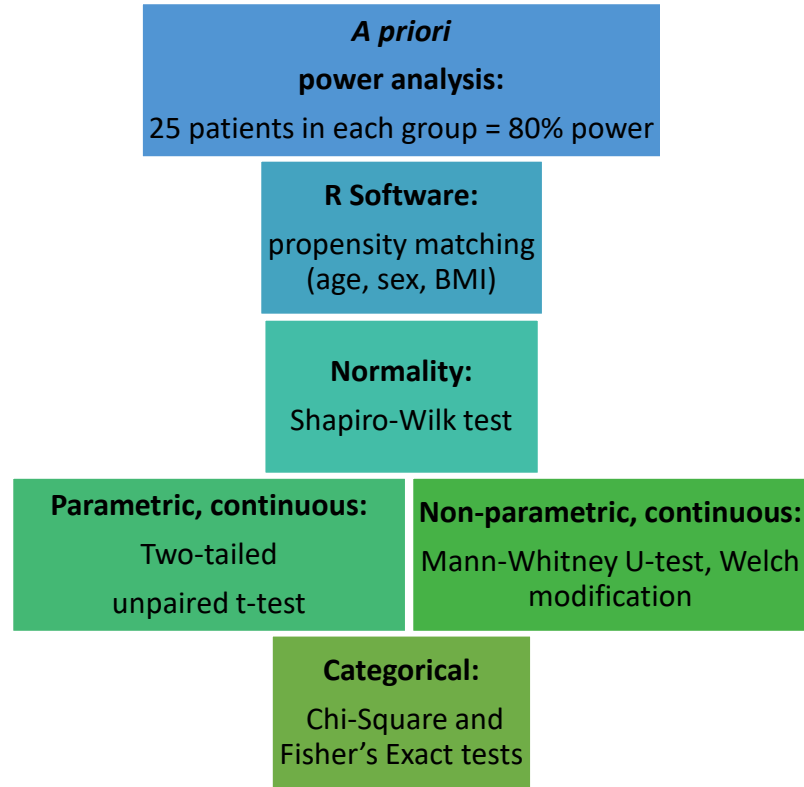 A priori
power analysis:
25 patients in each group = 80% power
R Software:
propensity matching
(age, sex, BMI)
Normality:
Shapiro-Wilk test
Parametric, continuous:
Two-tailed
unpaired t-test
Non-parametric, continuous:
Mann-Whitney U-test, Welch
modification
Categorical:
Chi-Square and
Fisher’s Exact tests